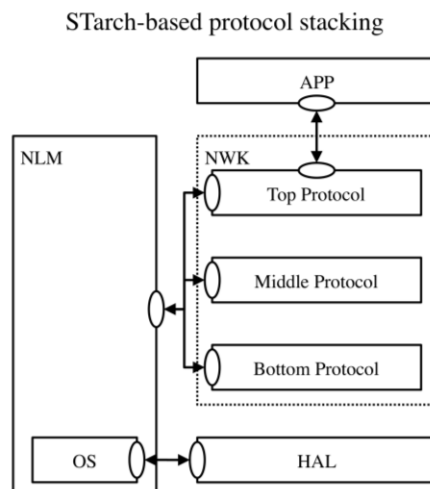 STarch-based protocol stacking
APP
NLM
NWK
Top Protocol
Middle Protocol
Bottom Protocol
OS
HAL